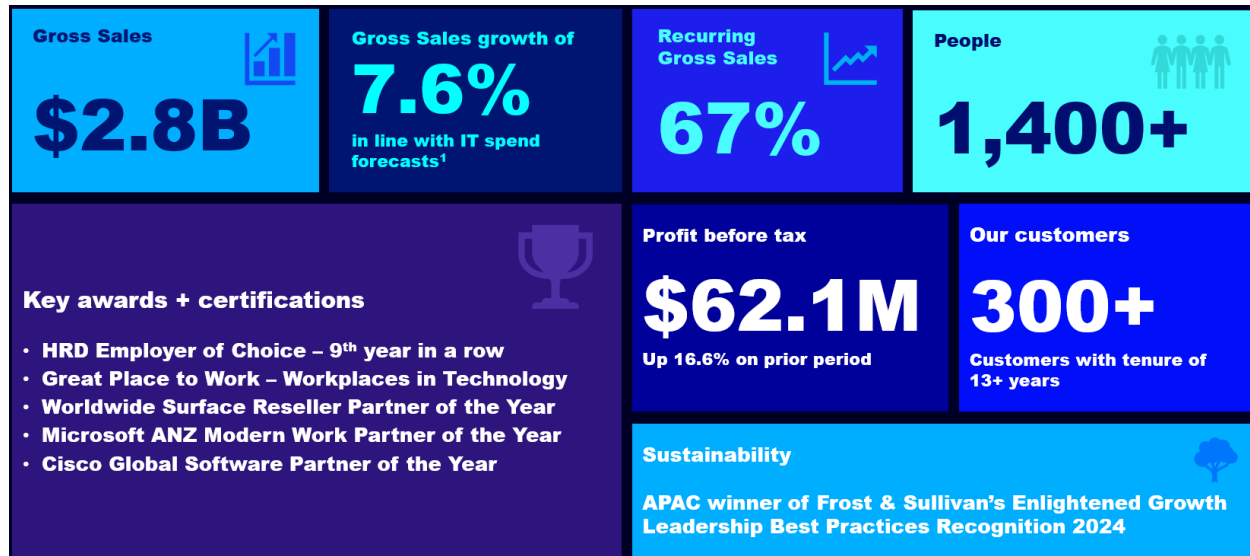 Gross Sales
$2.8B
Gross Sales growth of
7.6%
in line with IT spend
forecasts¹
Recurring
Gross Sales
67%
People
1,400+
Key awards + certifications
• HRD Employer of Choice – 9th year in a row
• Great Place to Work – Workplaces in Technology
• Worldwide Surface Reseller Partner of the Year
• Microsoft ANZ Modern Work Partner of the Year
• Cisco Global Software Partner of the Year
Profit before tax
$62.1M
Up 16.6% on prior period
Our customers
300+
Customers with tenure of
13+ years
Sustainability
APAC winner of Frost & Sullivan’s Enlightened Growth
Leadership Best Practices Recognition 2024